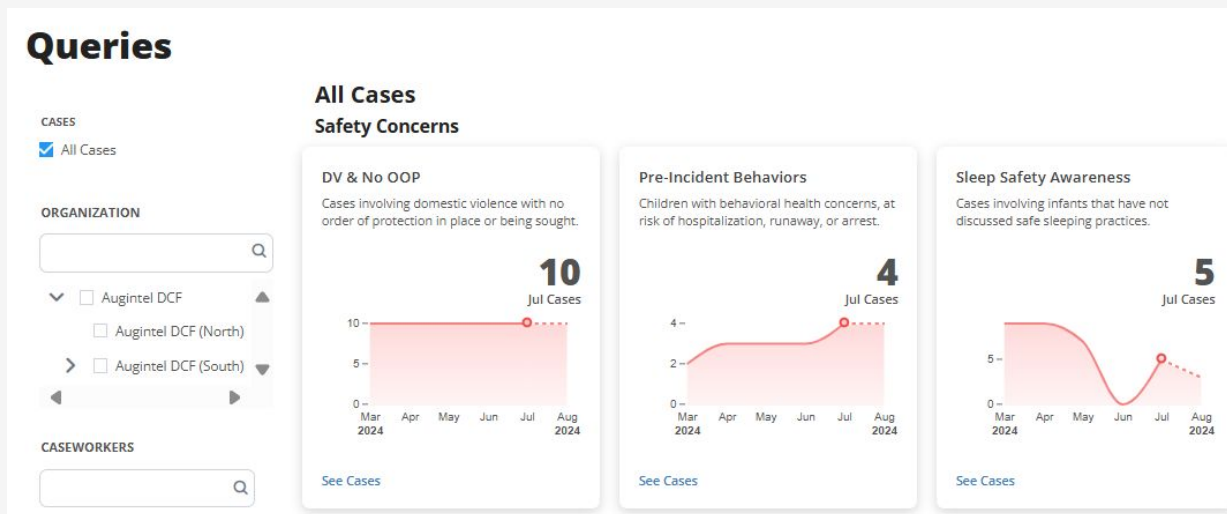 Queries
CASES
All Cases
ORGANIZATION
Augintel DCF
Augintel DCF (North)
Augintel DCF (South)
CASEWORKERS
All Cases
Safety Concerns
DV & No OOP
Cases involving domestic violence with no
order of protection in place or being sought.
10
Jul Cases
10
5
0
Mar Apr May Jun Jul Aug
2024 2024
See Cases
Pre-Incident Behaviors
Children with behavioral health concerns, at
risk of hospitalization, runaway, or arrest.
4
Jul Cases
4
2
0
Mar Apr May Jun Jul Aug
2024 2024
See Cases
Sleep Safety Awareness
Cases involving infants that have not
discussed safe sleeping practices.
5
Jul Cases
5
0
Mar Apr May Jun Jul Aug
2024 2024
See Cases